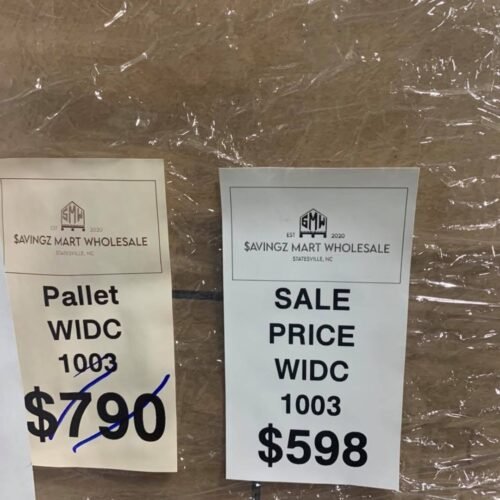 SMW
EST 2020
$AVINGZ MART WHOLESALE
STATESVILLE, NC
Pallet
WIDC
1003
$790
SMW
EST 2020
$AVINGZ MART WHOLESALE
STATESVILLE, NC
SALE
PRICE
WIDC
1003
$598